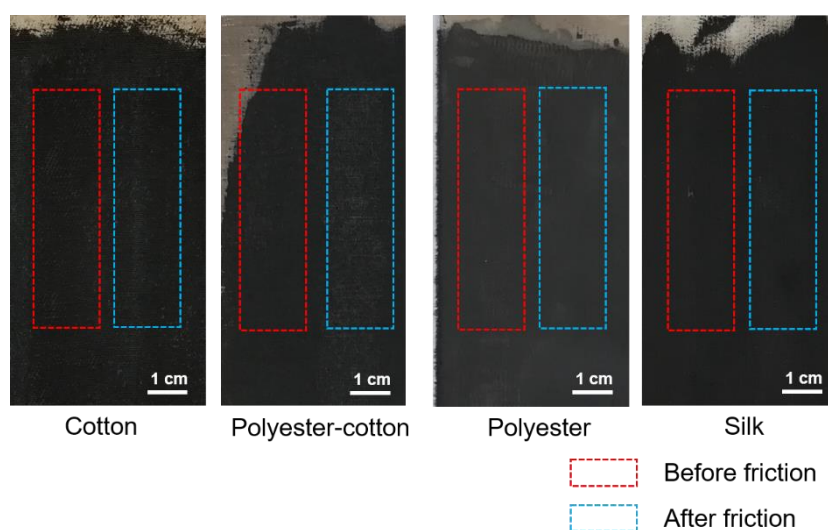 1 cm
1 cm
1 cm
1 cm
Cotton
Polyester-cotton
Polyester
Silk
Before friction
After friction